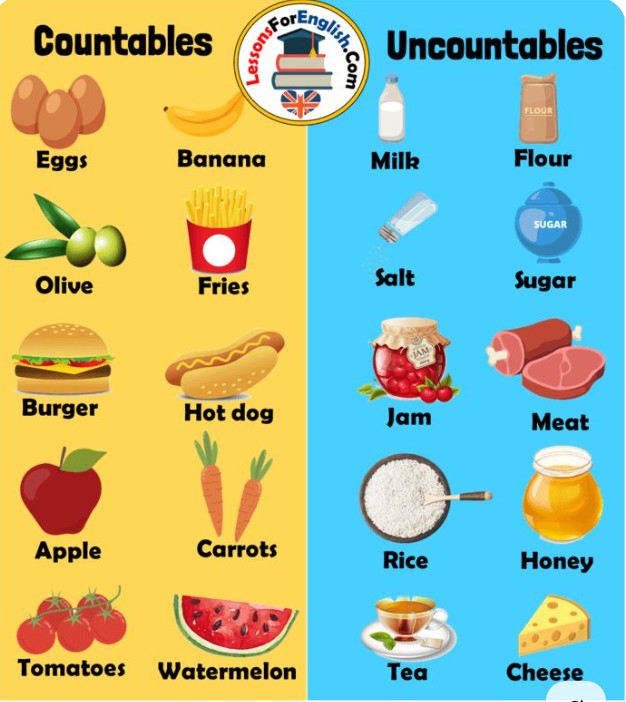 Countables
LessonsForEnglish.Com
Uncountables
Eggs
Banana
Milk
FLOUR
Flour
Olive
Fries
Salt
SUGAR
Sugar
Burger
Hot dog
JAM
Jam
Meat
Apple
Carrots
Rice
Honey
Tomatoes
Watermelon
Tea
Cheese